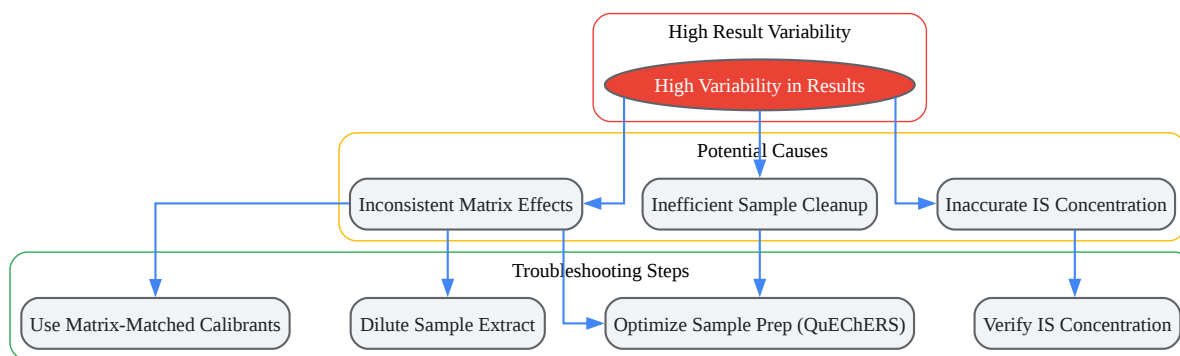 High Result Variability
High Variability in Results
Potential Causes
Inconsistent Matrix Effects
Inefficient Sample Cleanup
Inaccurate IS Concentration
Troubleshooting Steps
Use Matrix-Matched Calibrants
Dilute Sample Extract
Optimize Sample Prep (QuEChERS)
Verify IS Concentration